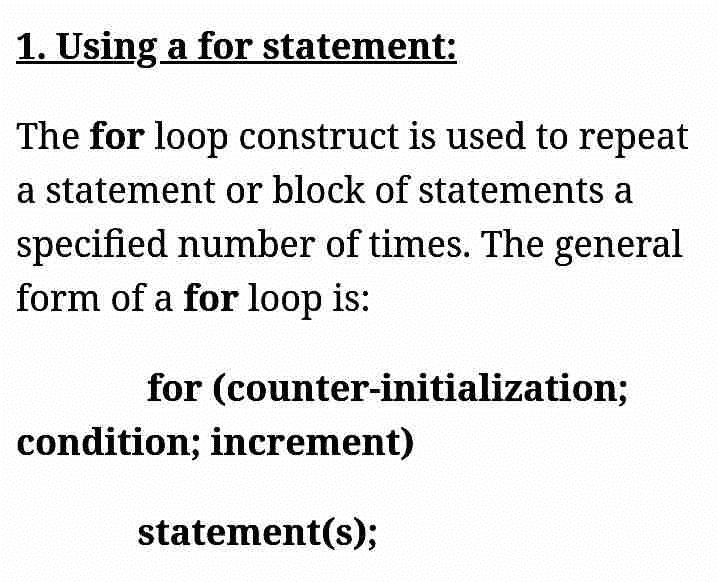 1. Using a for statement:
The for loop construct is used to repeat
a statement or block of statements a
specified number of times. The general
form of a for loop is:
for (counter-initialization;
condition; increment)
statement(s);